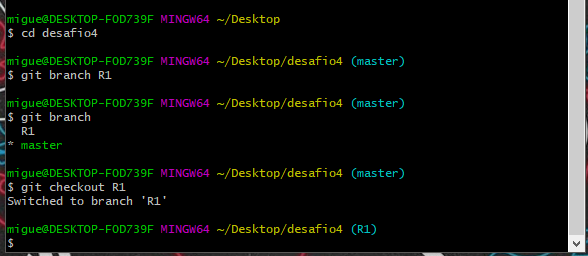 migue@DESKTOP-FOD739F MINGW64 ~/Desktop
$ cd desafio4
migue@DESKTOP-FOD739F MINGW64 ~/Desktop/desafio4 (master)
$ git branch R1
migue@DESKTOP-FOD739F MINGW64 ~/Desktop/desafio4 (master)
$ git branch
  R1
* master
migue@DESKTOP-FOD739F MINGW64 ~/Desktop/desafio4 (master)
$ git checkout R1
Switched to branch 'R1'
migue@DESKTOP-FOD739F MINGW64 ~/Desktop/desafio4 (R1)
$